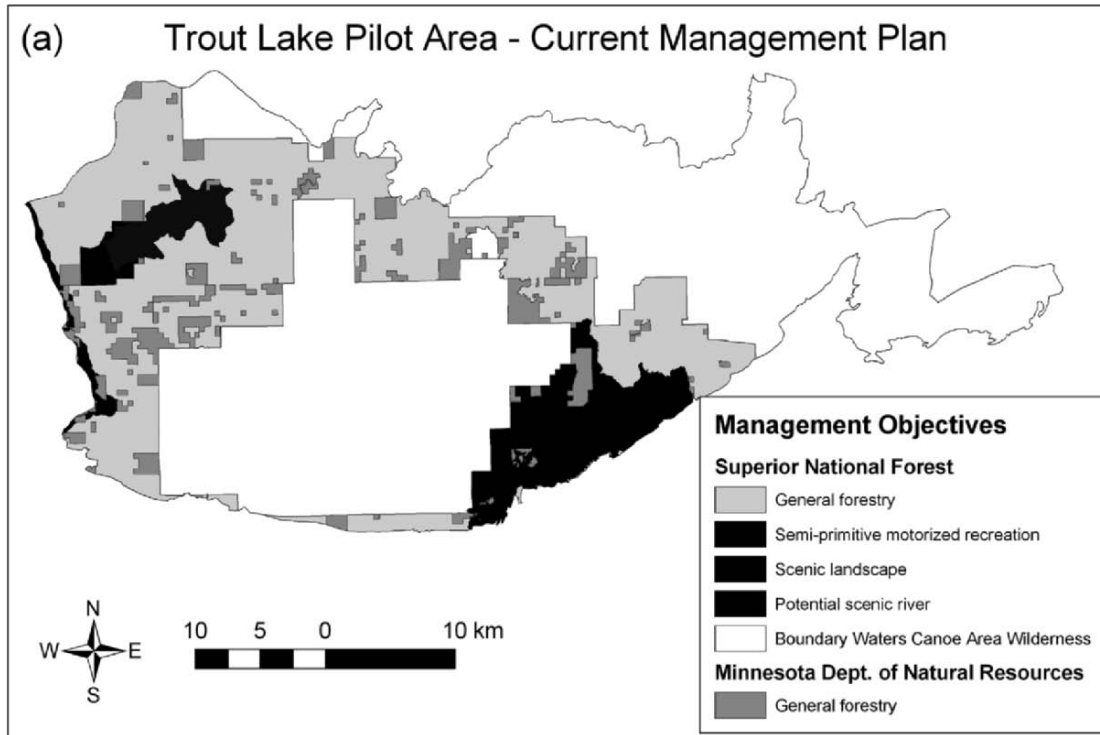 (a) Trout Lake Pilot Area - Current Management Plan
N
W E
S
10 5 0 10 km
Management Objectives
Superior National Forest
General forestry
Semi-primitive motorized recreation
Scenic landscape
Potential scenic river
Boundary Waters Canoe Area Wilderness
Minnesota Dept. of Natural Resources
General forestry